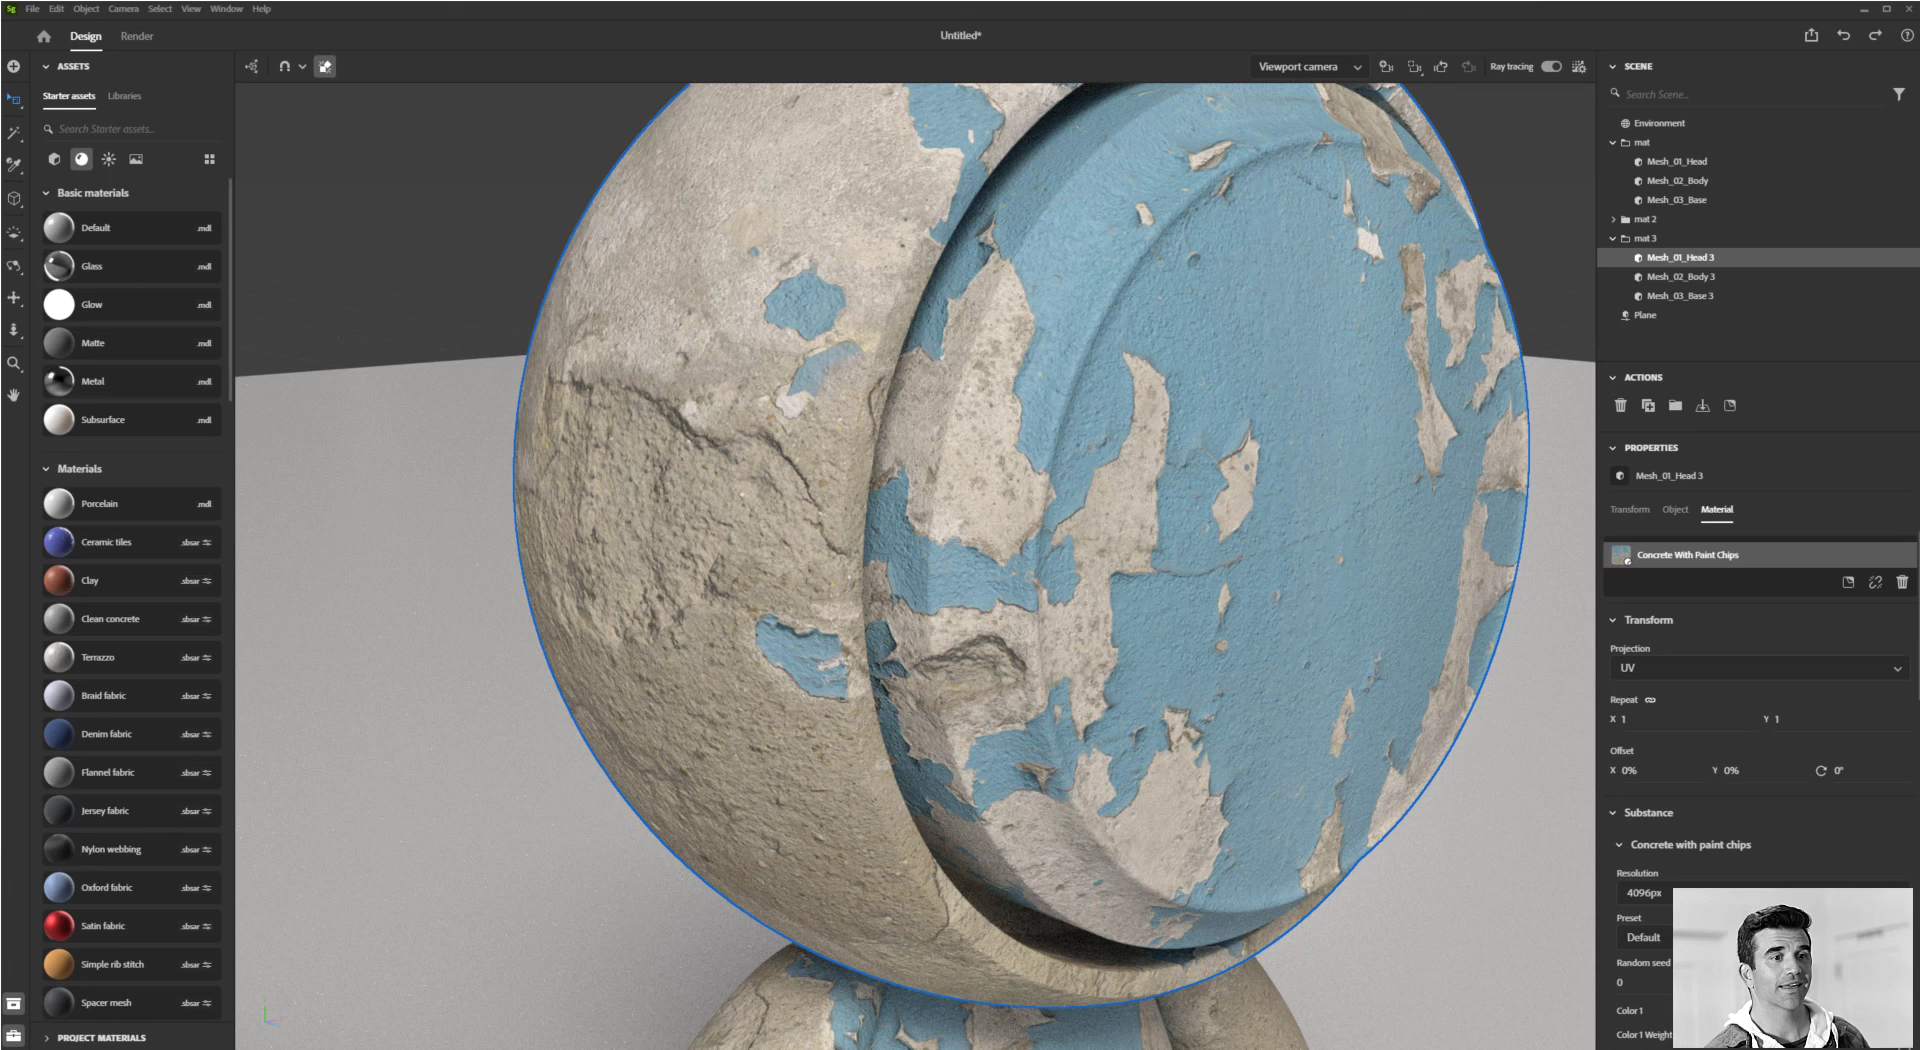 Sg File Edit Object Camera Select View Window Help
Design Render Untitled*
ASSETS
Starter assets Libraries
Search Starter assets...
Basic materials
Default .mdl
Glass .mdl
Glow .mdl
Matte .mdl
Metal .mdl
Subsurface .mdl
Materials
Porcelain .mdl
Ceramic tiles .sbsar
Clay .sbsar
Clean concrete .sbsar
Terrazzo .sbsar
Braid fabric .sbsar
Denim fabric .sbsar
Flannel fabric .sbsar
Jersey fabric .sbsar
Nylon webbing .sbsar
Oxford fabric .sbsar
Satin fabric .sbsar
Simple rib stitch .sbsar
Spacer mesh .sbsar
PROJECT MATERIALS
Viewport camera Ray tracing
SCENE
Search Scene...
Environment
mat
Mesh_01_Head
Mesh_02_Body
Mesh_03_Base
mat 2
mat 3
Mesh_01_Head 3
Mesh_02_Body 3
Mesh_03_Base 3
Plane
ACTIONS
PROPERTIES
Mesh_01_Head 3
Transform Object Material
Concrete With Paint Chips
Transform
Projection
UV
Repeat
X 1 Y 1
Offset
X 0% Y 0% 0°
Substance
Concrete with paint chips
Resolution
4096px
Preset
Default
Random seed
0
Color1
Color1 Weight